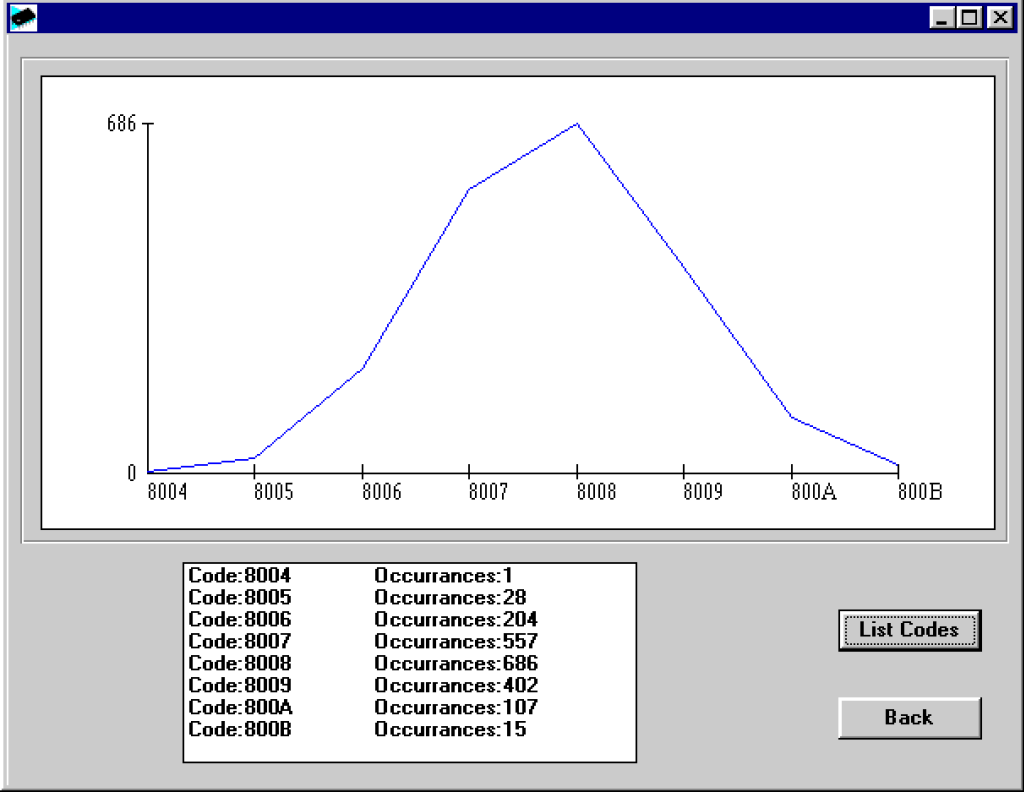 686
0
8004 8005 8006 8007 8008 8009 800A 800B
Code:8004 Occurrances:1
Code:8005 Occurrances:28
Code:8006 Occurrances:204
Code:8007 Occurrances:557
Code:8008 Occurrances:686
Code:8009 Occurrances:402
Code:800A Occurrances:107
Code:800B Occurrances:15
List Codes
Back